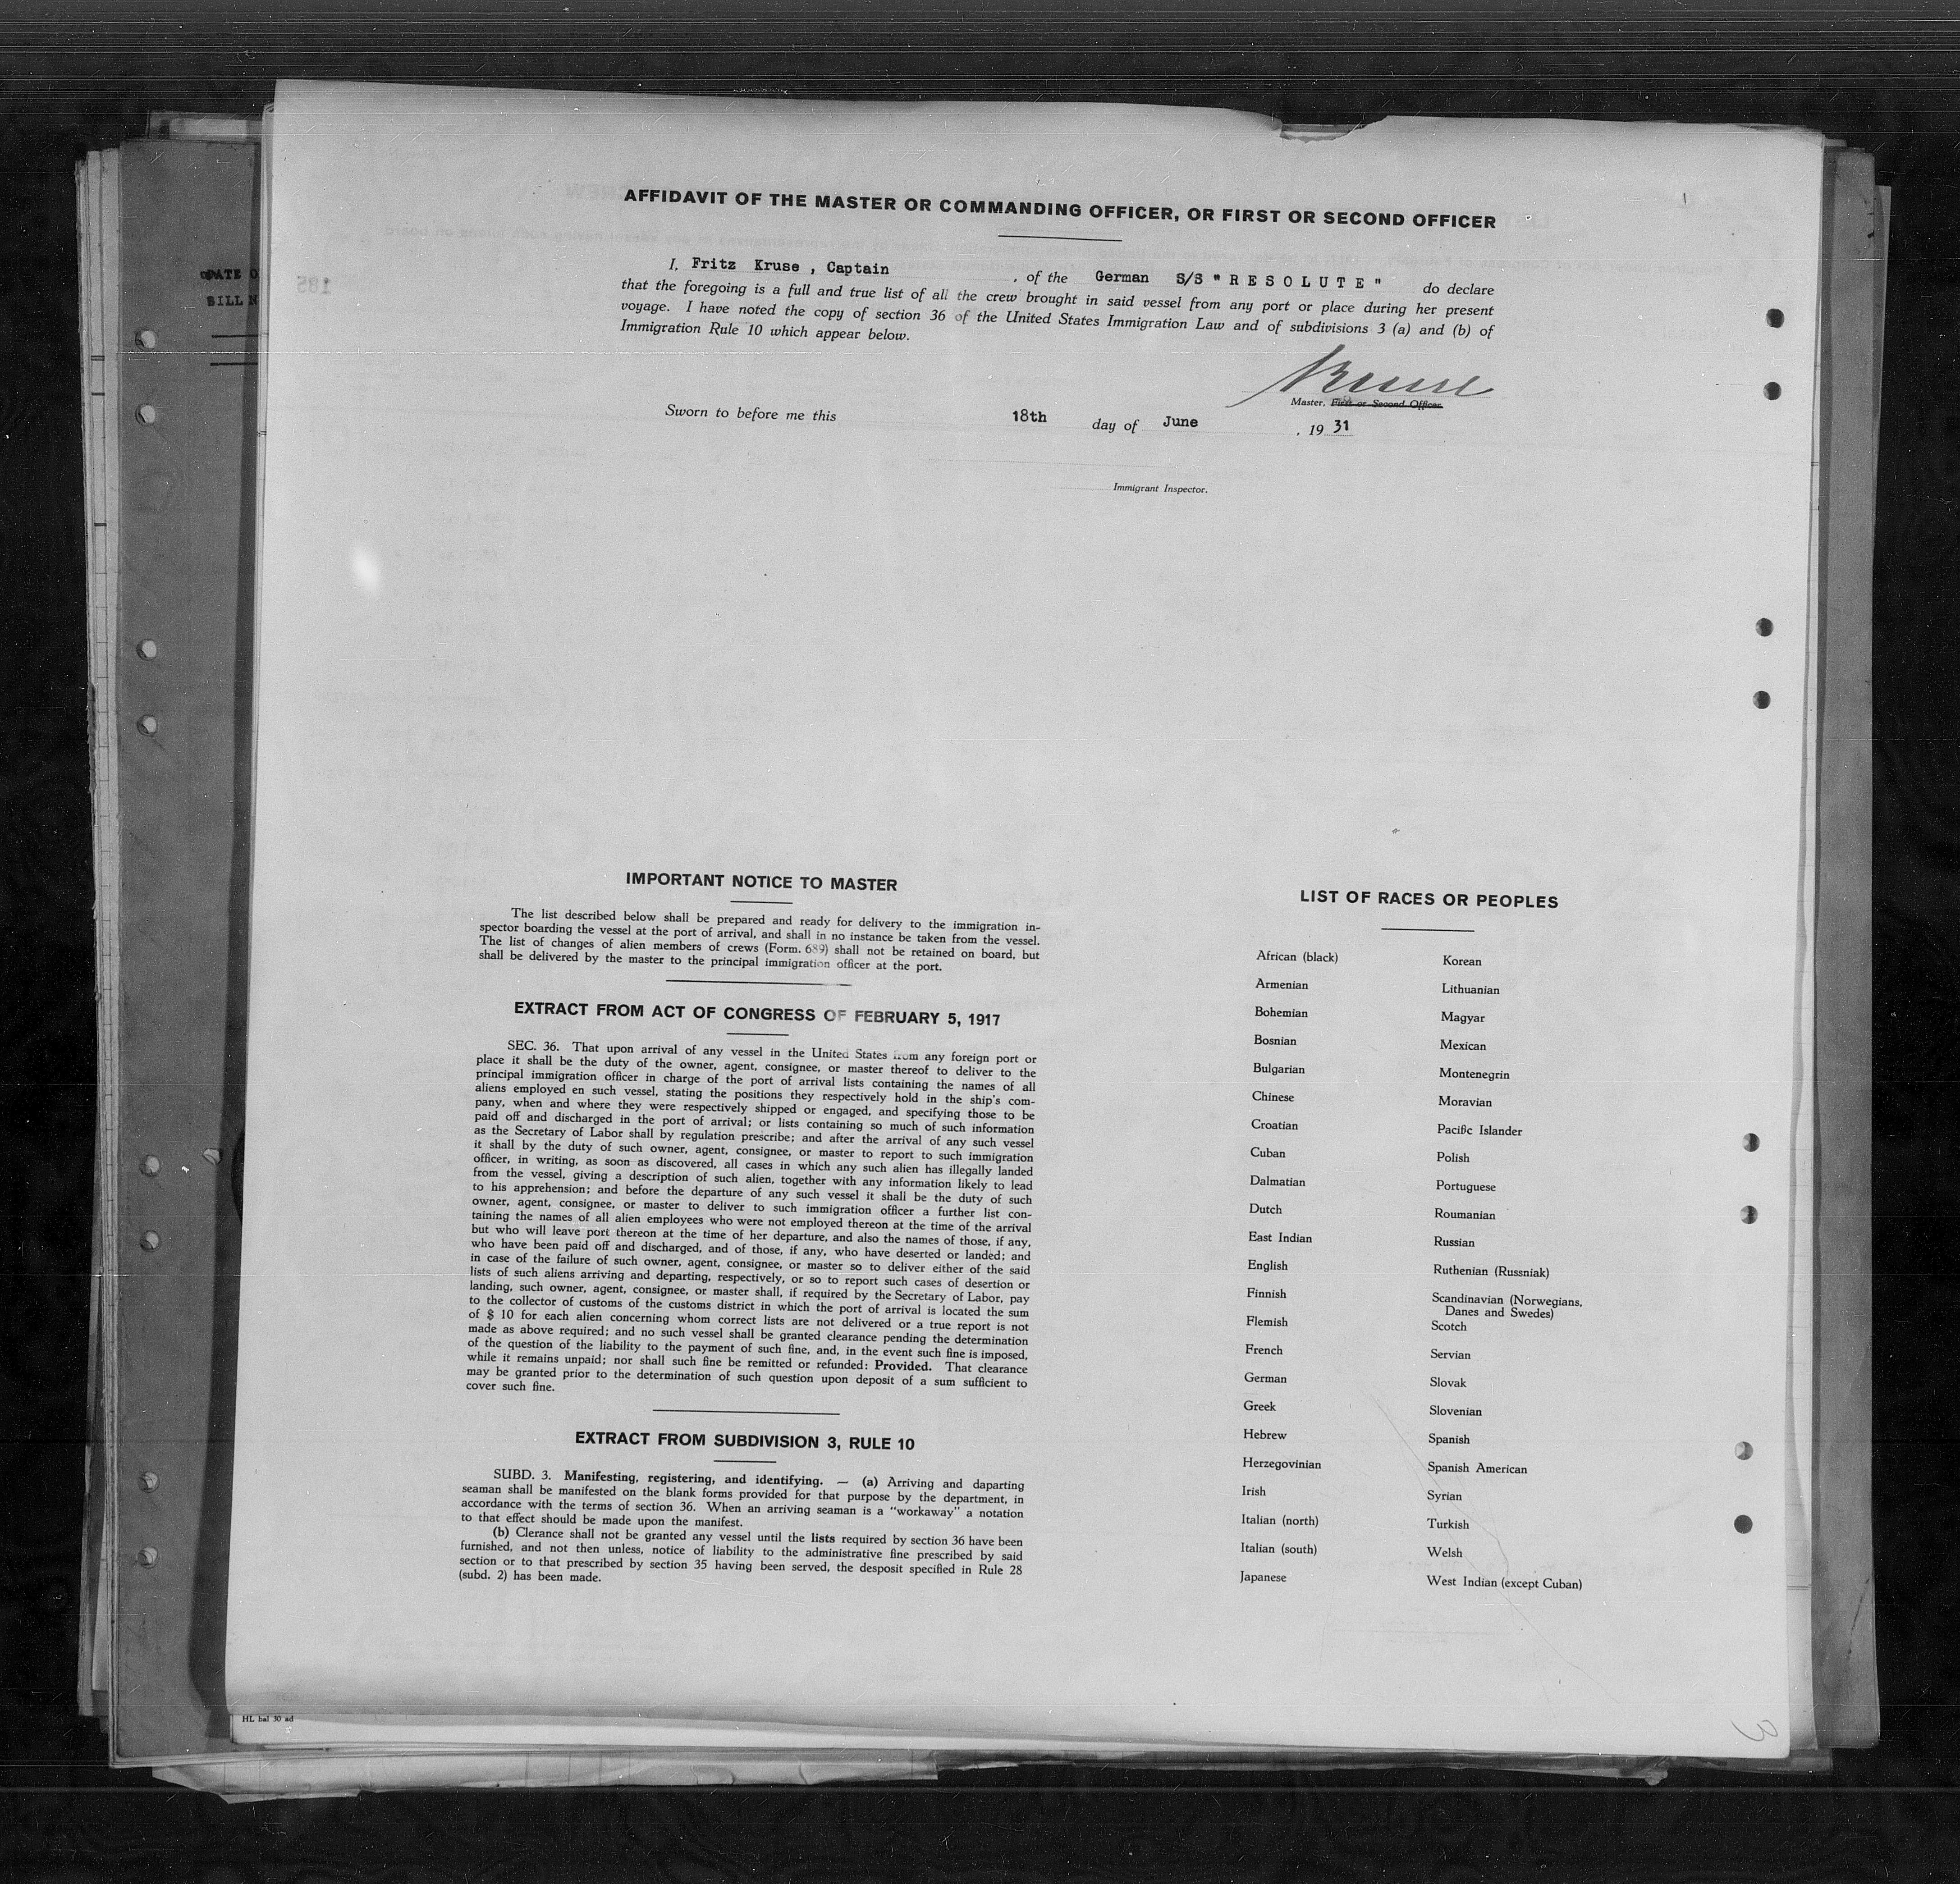 AFFIDAVIT OF THE MASTER OR COMMANDING OFFICER, OR FIRST OR SECOND OFFICER
I, Fritz Kruse , Captain , of the German S/S " R E S O L U T E " do declare
that the foregoing is a full and true list of all the crew brought in said vessel from any port or place during her present
voyage. I have noted the copy of section 36 of the United States Immigration Law and of subdivisions 3 (a) and (b) of
Immigration Rule 10 which appear below.
Kruse
Master, First or Second Officer.
Sworn to before me this 18th day of June , 19 31
Immigrant Inspector.
DATE O
BILL N
185
IMPORTANT NOTICE TO MASTER
The list described below shall be prepared and ready for delivery to the immigration in-
spector boarding the vessel at the port of arrival, and shall in no instance be taken from the vessel.
The list of changes of alien members of crews (Form. 689) shall not be retained on board, but
shall be delivered by the master to the principal immigration officer at the port.
EXTRACT FROM ACT OF CONGRESS OF FEBRUARY 5, 1917
SEC. 36. That upon arrival of any vessel in the United States from any foreign port or
place it shall be the duty of the owner, agent, consignee, or master thereof to deliver to the
principal immigration officer in charge of the port of arrival lists containing the names of all
aliens employed en such vessel, stating the positions they respectively hold in the ship's com-
pany, when and where they were respectively shipped or engaged, and specifying those to be
paid off and discharged in the port of arrival; or lists containing so much of such information
as the Secretary of Labor shall by regulation prescribe; and after the arrival of any such vessel
it shall by the duty of such owner, agent, consignee, or master to report to such immigration
officer, in writing, as soon as discovered, all cases in which any such alien has illegally landed
from the vessel, giving a description of such alien, together with any information likely to lead
to his apprehension; and before the departure of any such vessel it shall be the duty of such
owner, agent, consignee, or master to deliver to such immigration officer a further list con-
taining the names of all alien employees who were not employed thereon at the time of the arrival
but who will leave port thereon at the time of her departure, and also the names of those, if any,
who have been paid off and discharged, and of those, if any, who have deserted or landed; and
in case of the failure of such owner, agent, consignee, or master so to deliver either of the said
lists of such aliens arriving and departing, respectively, or so to report such cases of desertion or
landing, such owner, agent, consignee, or master shall, if required by the Secretary of Labor, pay
to the collector of customs of the customs district in which the port of arrival is located the sum
of $ 10 for each alien concerning whom correct lists are not delivered or a true report is not
made as above required; and no such vessel shall be granted clearance pending the determination
of the question of the liability to the payment of such fine, and, in the event such fine is imposed,
while it remains unpaid; nor shall such fine be remitted or refunded: Provided. That clearance
may be granted prior to the determination of such question upon deposit of a sum sufficient to
cover such fine.
EXTRACT FROM SUBDIVISION 3, RULE 10
SUBD. 3. Manifesting, registering, and identifying. — (a) Arriving and daparting
seaman shall be manifested on the blank forms provided for that purpose by the department, in
accordance with the terms of section 36. When an arriving seaman is a "workaway" a notation
to that effect should be made upon the manifest.
(b) Clerance shall not be granted any vessel until the lists required by section 36 have been
furnished, and not then unless, notice of liability to the administrative fine prescribed by said
section or to that prescribed by section 35 having been served, the desposit specified in Rule 28
(subd. 2) has been made.
LIST OF RACES OR PEOPLES
African (black)
Armenian
Bohemian
Bosnian
Bulgarian
Chinese
Croatian
Cuban
Dalmatian
Dutch
East Indian
English
Finnish
Flemish
French
German
Greek
Hebrew
Herzegovinian
Irish
Italian (north)
Italian (south)
Japanese
Korean
Lithuanian
Magyar
Mexican
Montenegrin
Moravian
Pacific Islander
Polish
Portuguese
Roumanian
Russian
Ruthenian (Russniak)
Scandinavian (Norwegians,
Danes and Swedes)
Scotch
Servian
Slovak
Slovenian
Spanish
Spanish American
Syrian
Turkish
Welsh
West Indian (except Cuban)
HL bal 30 ad
3